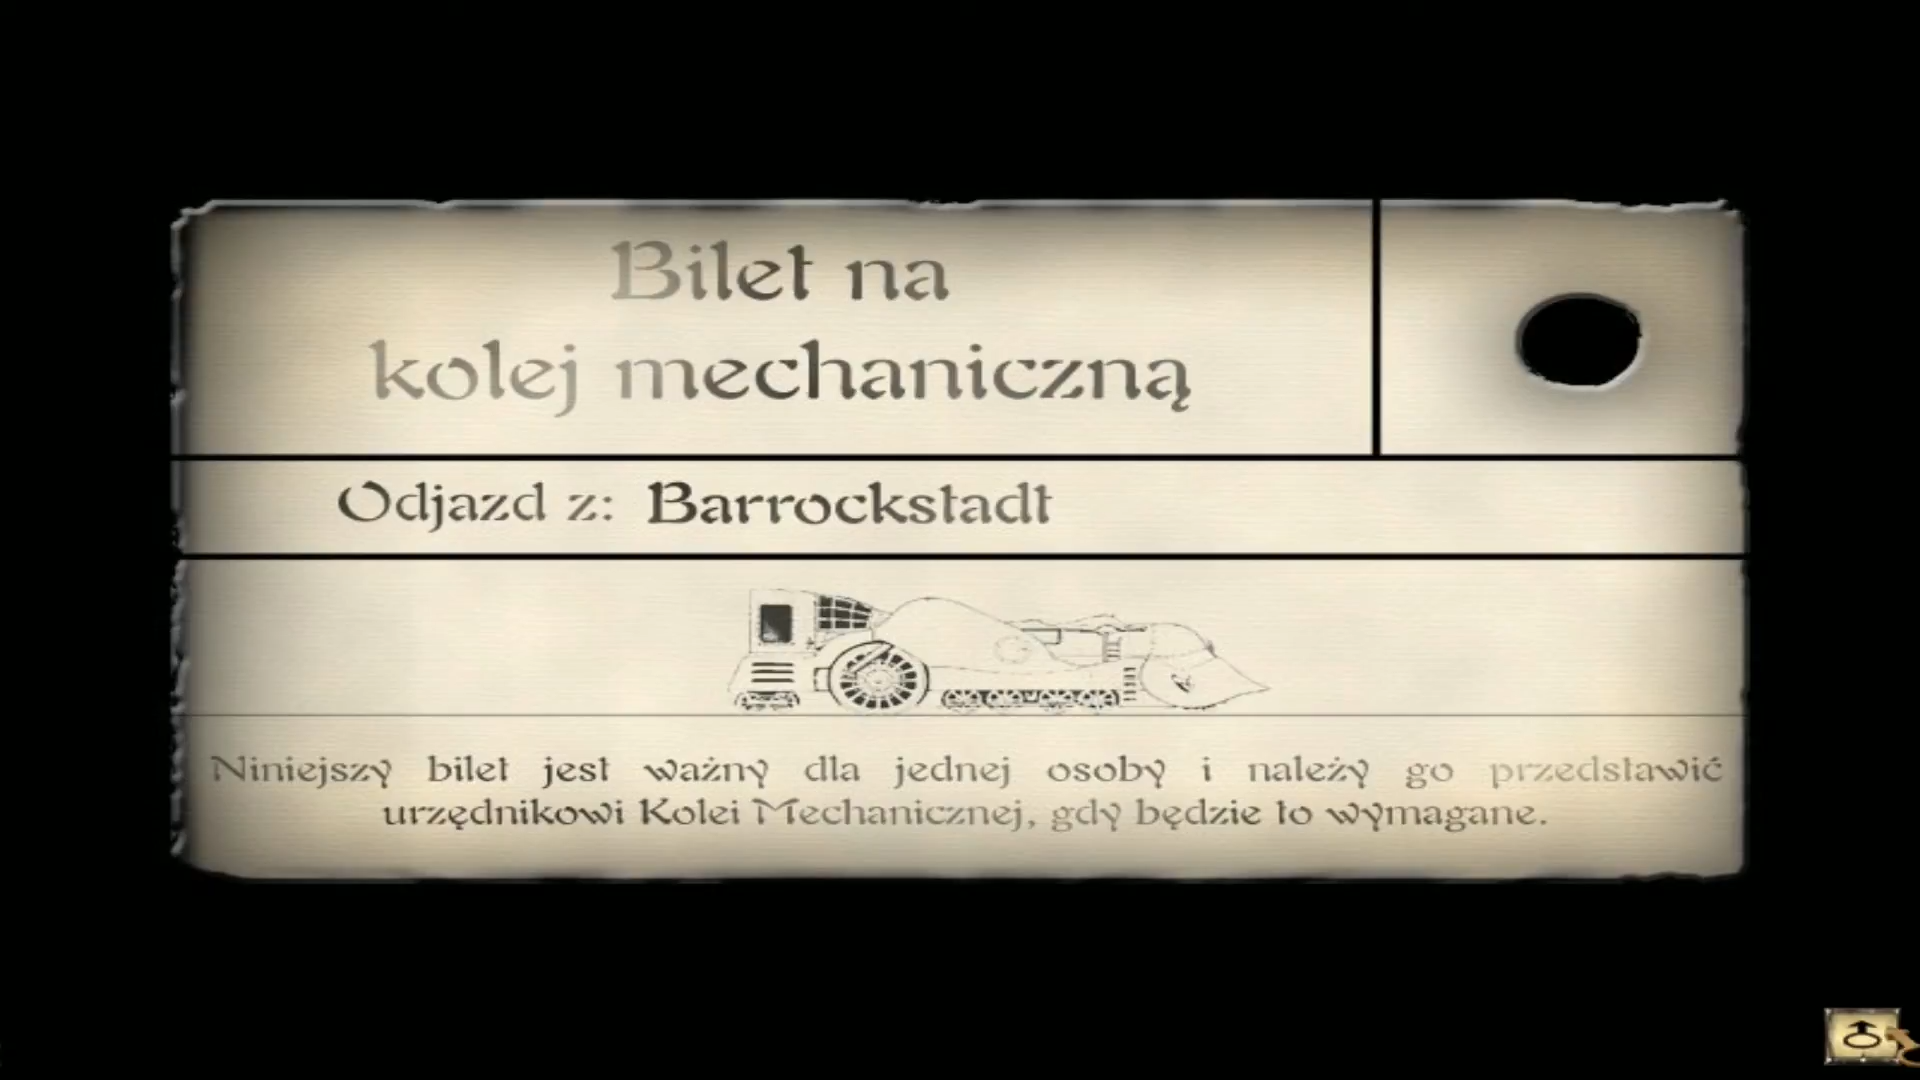 Bilet na
kolej mechaniczną
Odjazd z: Barrockstadt
Niniejszy bilet jest ważny dla jednej osoby i należy go przedstawić
urzędnikowi Kolei Mechanicznej, gdy będzie to wymagane.